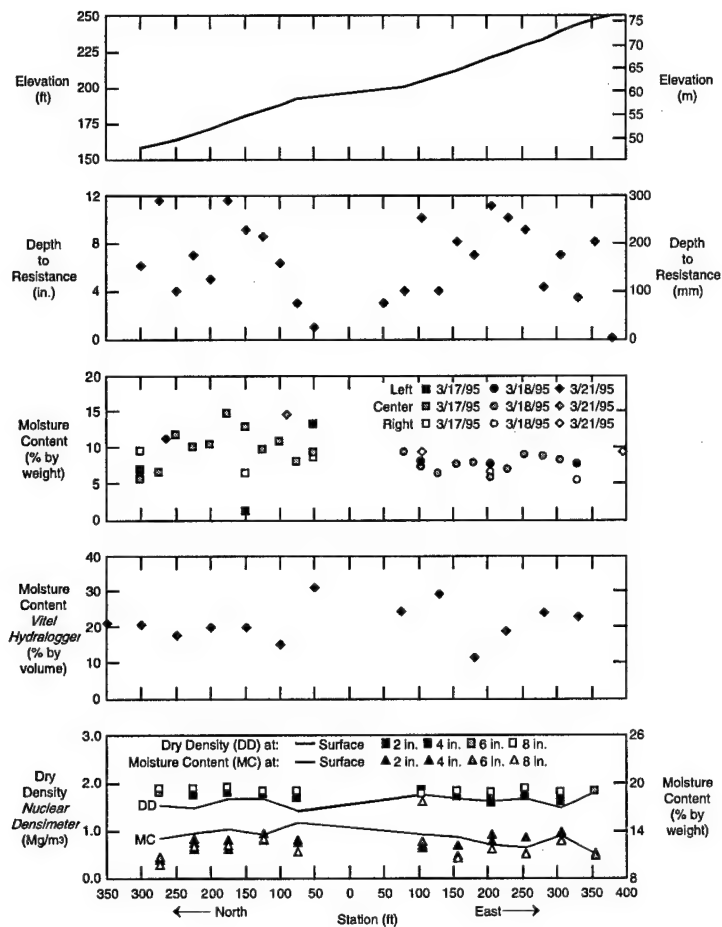 250
225
Elevation
(ft)
200
175
150
75
70
65
Elevation
(m)
60
55
50
12
8
Depth
to
Resistance
(in.)
4
0
300
200
Depth
to
Resistance
(mm)
100
0
20
15
Moisture
Content
(% by
weight)
10
5
0
Left ■ 3/17/95 ● 3/18/95 ◆ 3/21/95
Center 3/17/95 3/18/95 3/21/95
Right □ 3/17/95 ○ 3/18/95 ◇ 3/21/95
40
30
Moisture
Content
Vitel
Hydralogger
(% by
volume)
20
10
0
3.0
2.0
Dry
Density
Nuclear
Densimeter
(Mg/m3)
1.0
0.0
Dry Density (DD) at: — Surface 2 in. 4 in. 6 in. 8 in.
Moisture Content (MC) at: — Surface 2 in. 4 in. 6 in. 8 in.
DD
MC
26
20
Moisture
Content
(% by
weight)
14
8
350 300 250 200 150 100 50 0 50 100 150 200 250 300 350 400
← North Station (ft) East →